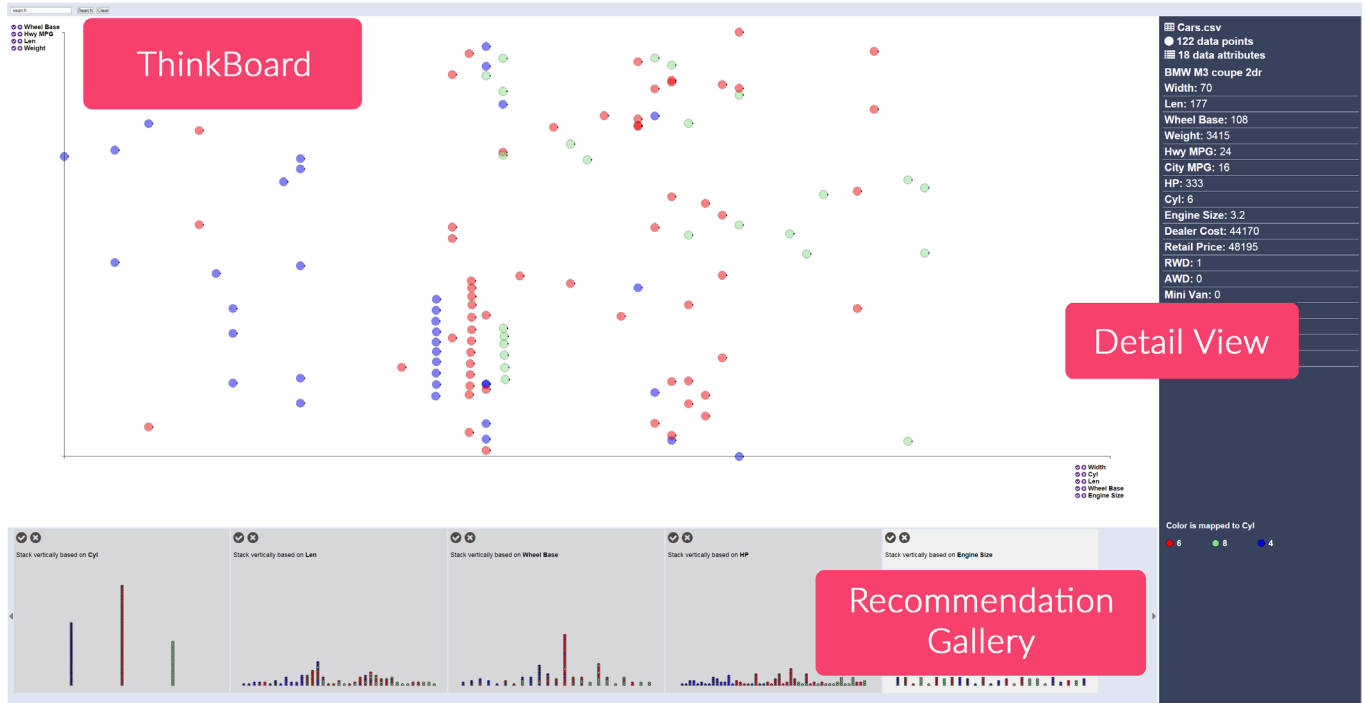 search ...
Search
Clear
Wheel Base
Hwy MPG
Len
Weight
ThinkBoard
Cars.csv
122 data points
18 data attributes
BMW M3 coupe 2dr
Width: 70
Len: 177
Wheel Base: 108
Weight: 3415
Hwy MPG: 24
City MPG: 16
HP: 333
Cyl: 6
Engine Size: 3.2
Dealer Cost: 44170
Retail Price: 48195
RWD: 1
AWD: 0
Mini Van: 0
Detail View
Width
Cyl
Len
Wheel Base
Engine Size
Color is mapped to Cyl
6
8
4
Stack vertically based on Cyl
Stack vertically based on Len
Stack vertically based on Wheel Base
Stack vertically based on HP
Stack vertically based on Engine Size
Recommendation
Gallery